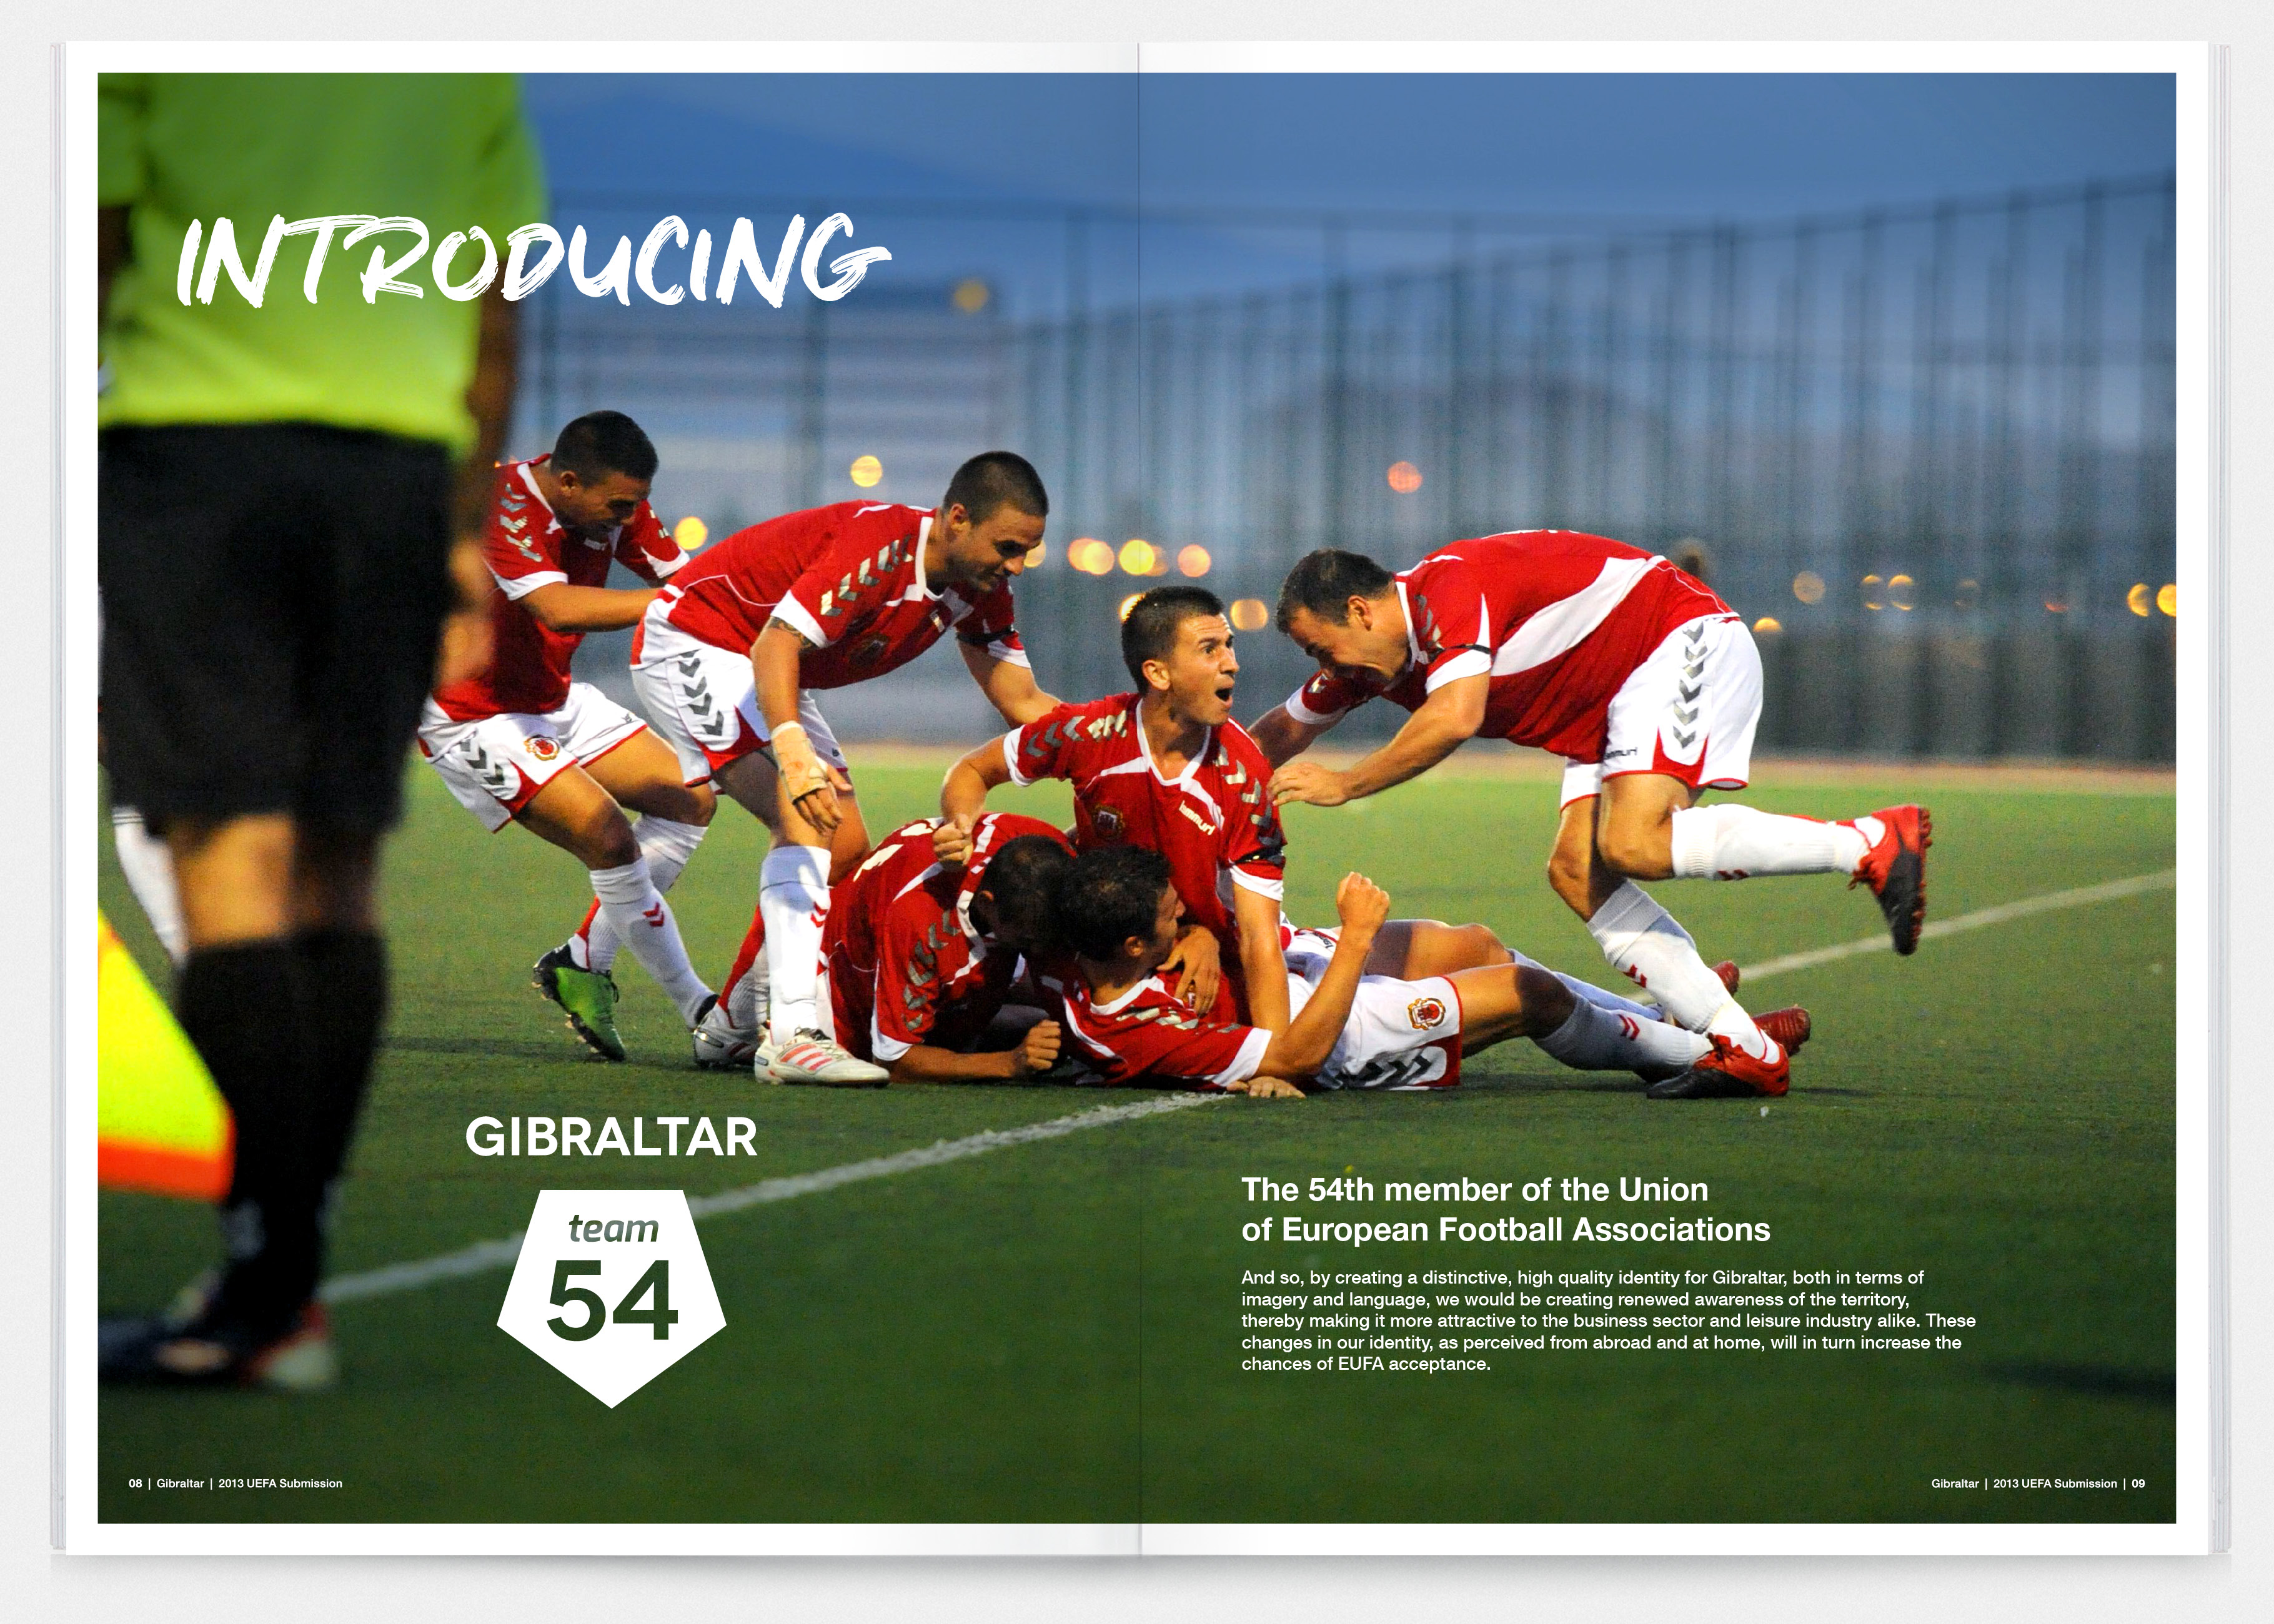 INTRODUCING
GIBRALTAR
team
54
The 54th member of the Union
of European Football Associations
And so, by creating a distinctive, high quality identity for Gibraltar, both in terms of
imagery and language, we would be creating renewed awareness of the territory,
thereby making it more attractive to the business sector and leisure industry alike. These
changes in our identity, as perceived from abroad and at home, will in turn increase the
chances of EUFA acceptance.
08 | Gibraltar | 2013 UEFA Submission
Gibraltar | 2013 UEFA Submission | 09